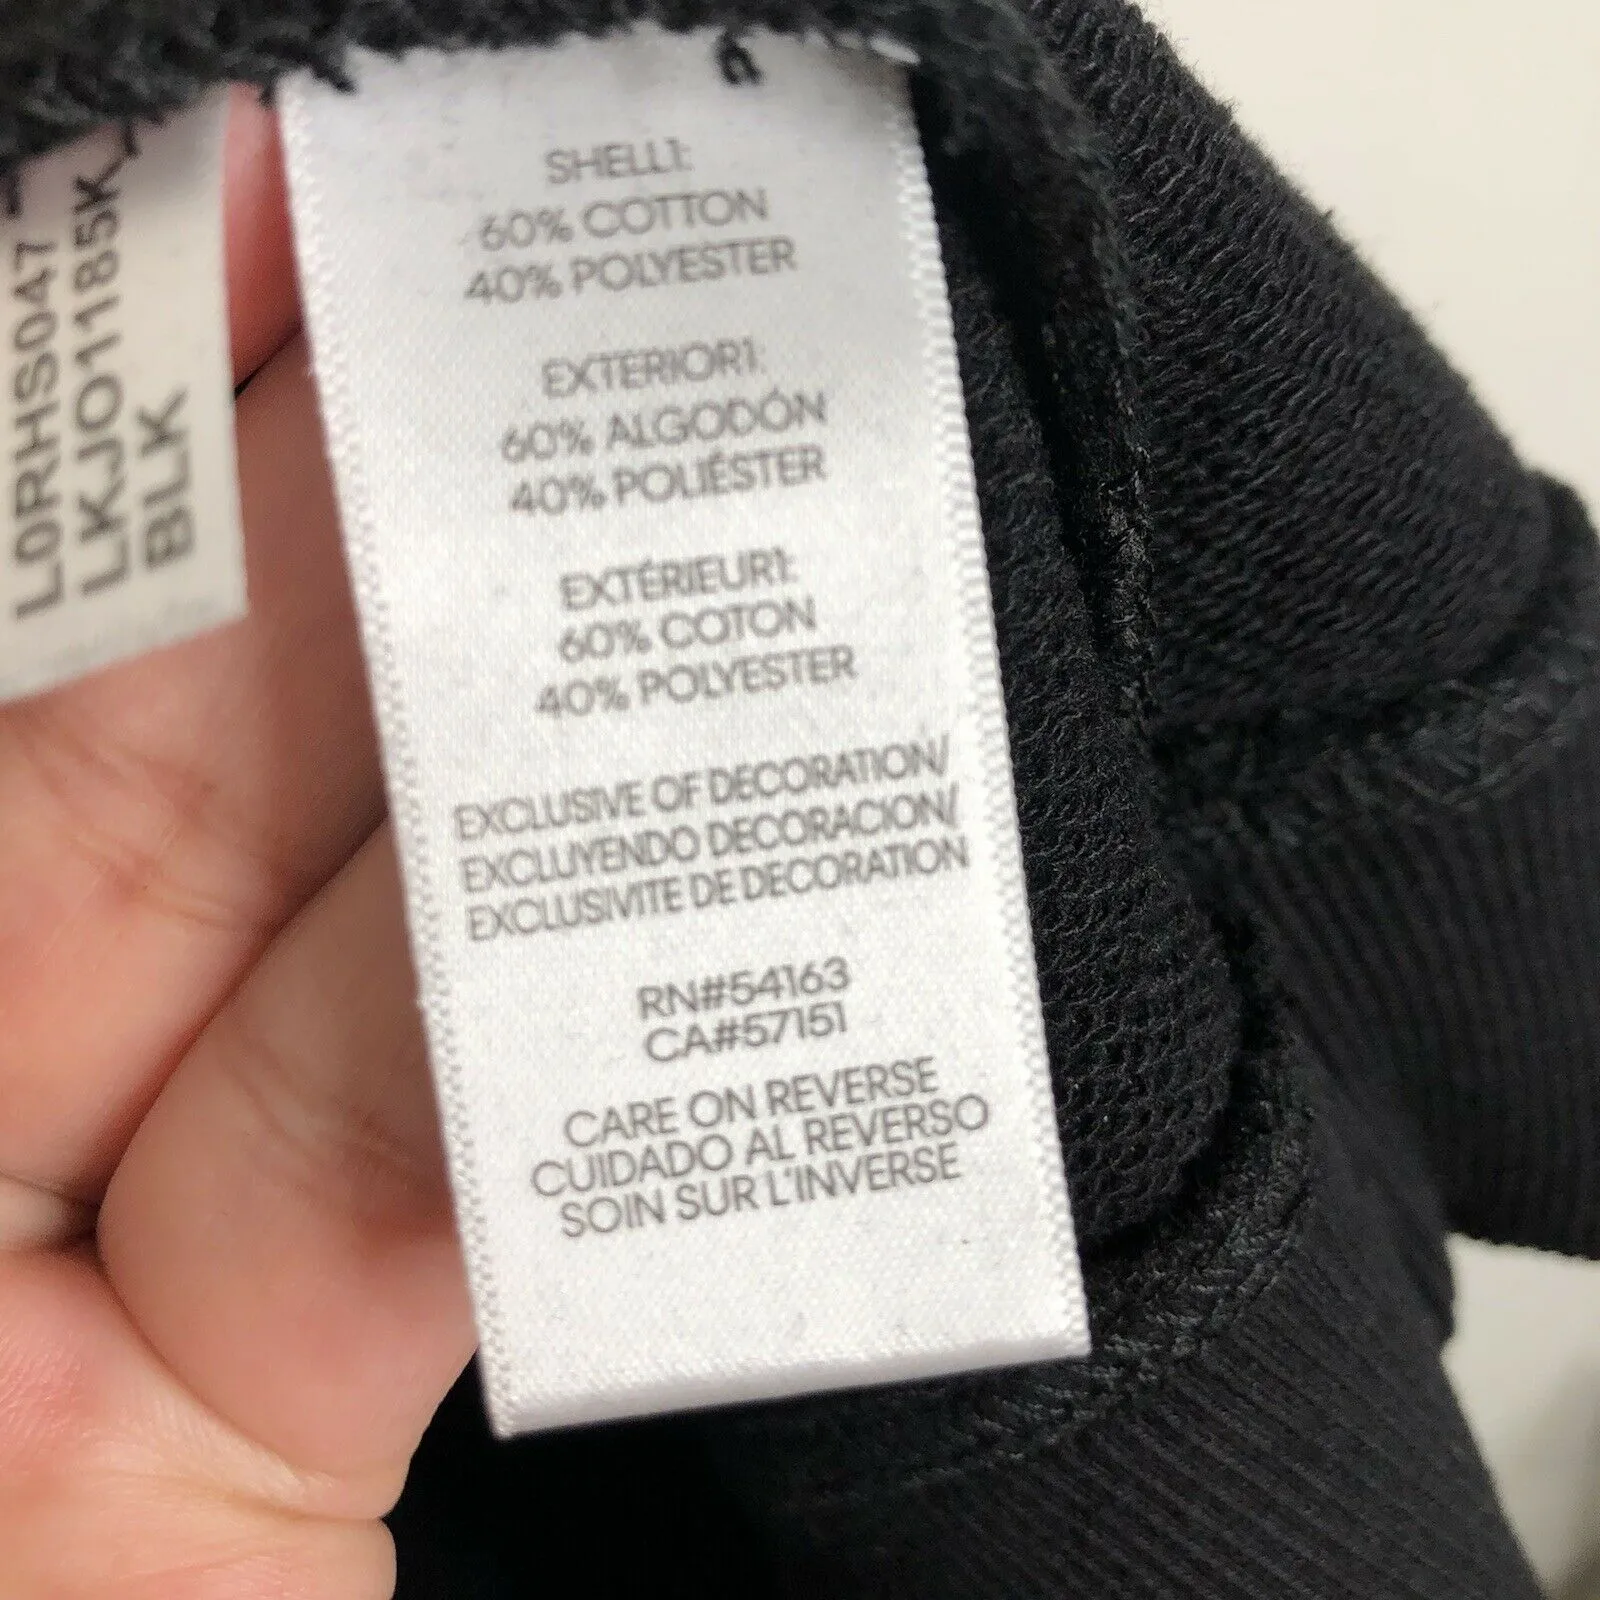 L0RHS047
LKJO1185K
BLK
SHELL1:
60% COTTON
40% POLYESTER
EXTERIOR1:
60% ALGODÓN
40% POLIÉSTER
EXTÉRIEUR1:
60% COTON
40% POLYESTER
EXCLUSIVE OF DECORATION/
EXCLUYENDO DECORACION/
EXCLUSIVITE DE DECORATION
RN#54163
CA#57151
CARE ON REVERSE
CUIDADO AL REVERSO
SOIN SUR L'INVERSE